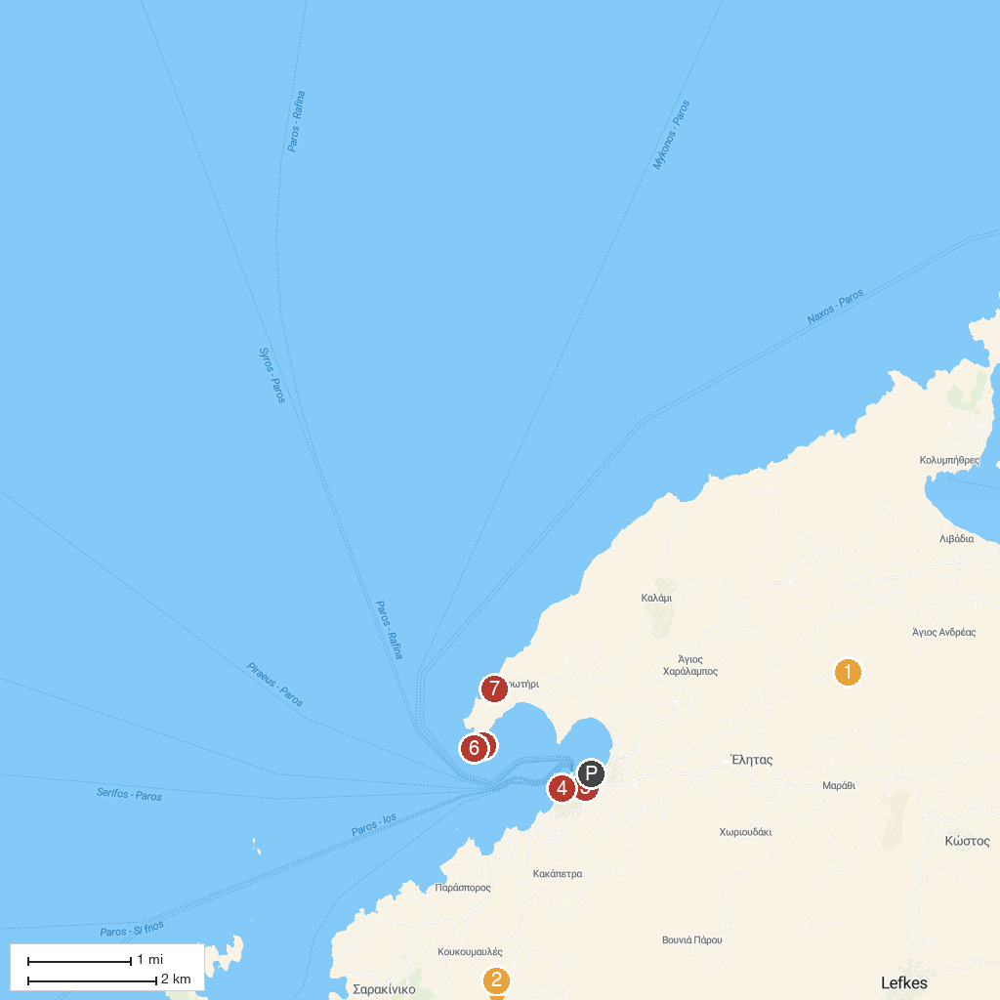 Paros - Rafina
Mykonos - Paros
Naxos - Paros
Syros - Paros
Κολυμπήθρες
Λιβάδια
Καλάμι
Paros - Rafina
Άγιος Ανδρέας
Άγιος
Χαράλαμπος
1
Piraeus - Paros
7
6
Έλητας
P
4
Μαράθι
Serifos - Paros
Paros - Ios
Χωριουδάκι
Κώστος
Κακάπετρα
Παράσπορος
Paros - Sifnos
Βουνιά Πάρου
Κουκουμαυλές
1 mi
2 km
2
Σαρακίνικο
Lefkes